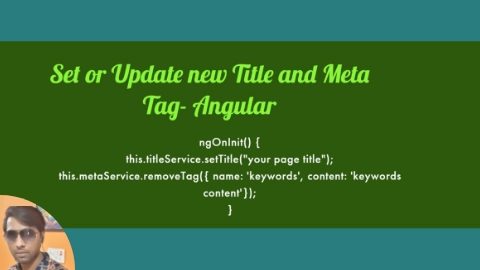 Set or Update new Title and Meta
Tag- Angular
ngOnInit() {
this.titleService.setTitle("your page title");
this.metaService.removeTag({ name: 'keywords', content: 'keywords
content'});
}